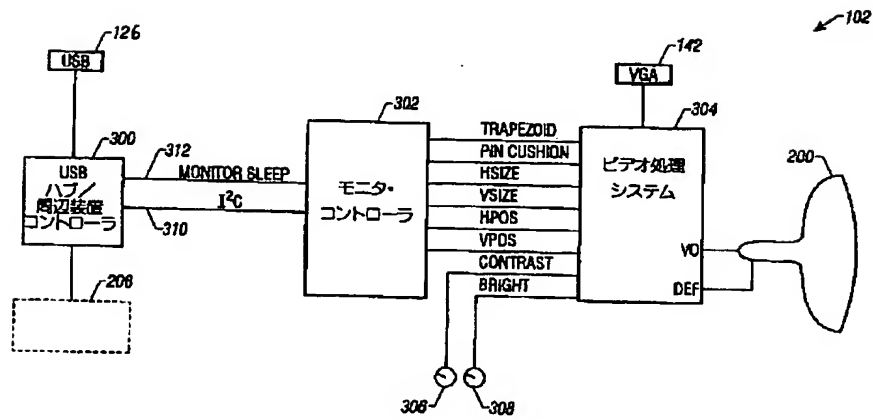 102
126
USB
142
VGA
300
USB
ハブ/
周辺装置
コントローラ
312
MONITOR SLEEP
I²C
310
206
302
モニタ・
コントローラ
TRAPEZOID
PIN CUSHION
HSIZE
VSIZE
HPOS
VPOS
CONTRAST
BRIGHT
306
308
304
ビデオ処理
システム
VO
DEF
200